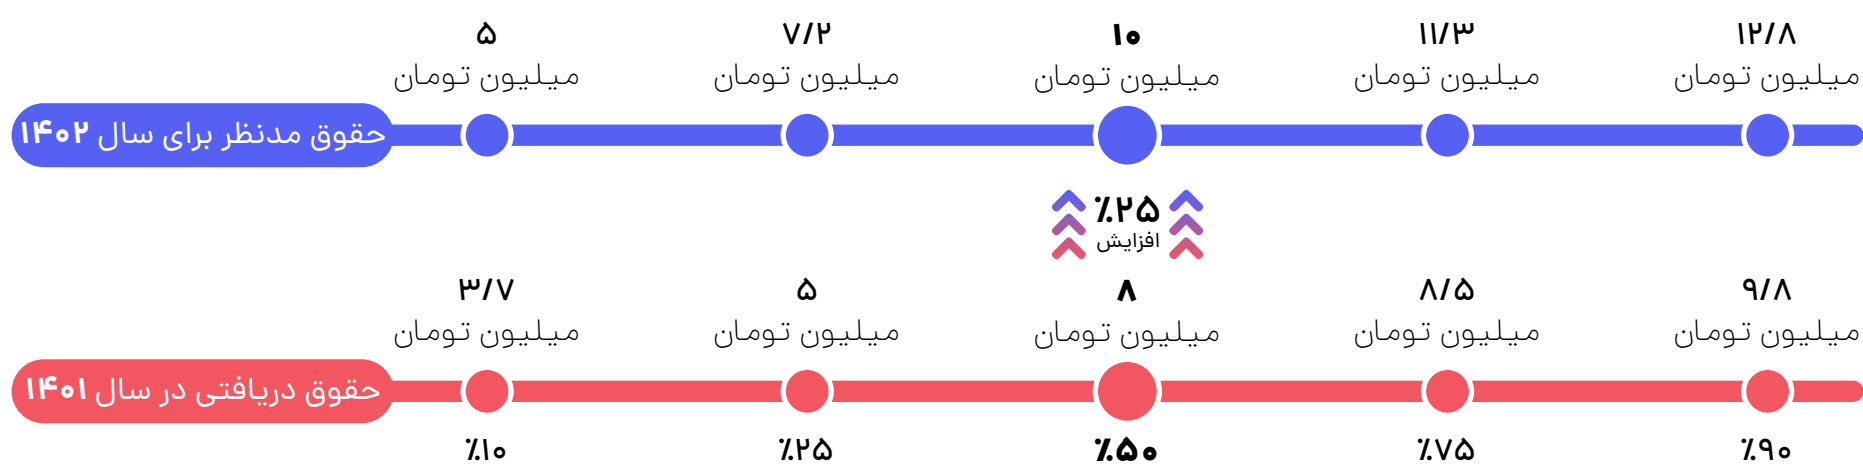 ۵
میلیون تومان
۷/۲
میلیون تومان
۱۰
میلیون تومان
۱۱/۳
میلیون تومان
۱۲/۸
میلیون تومان
حقوق مدنظر برای سال ۱۴۰۲
٪۲۵
افزایش
۳/۷
میلیون تومان
۵
میلیون تومان
۸
میلیون تومان
۸/۵
میلیون تومان
۹/۸
میلیون تومان
حقوق دریافتی در سال ۱۴۰۱
٪۱۰
٪۲۵
٪۵۰
٪۷۵
٪۹۰